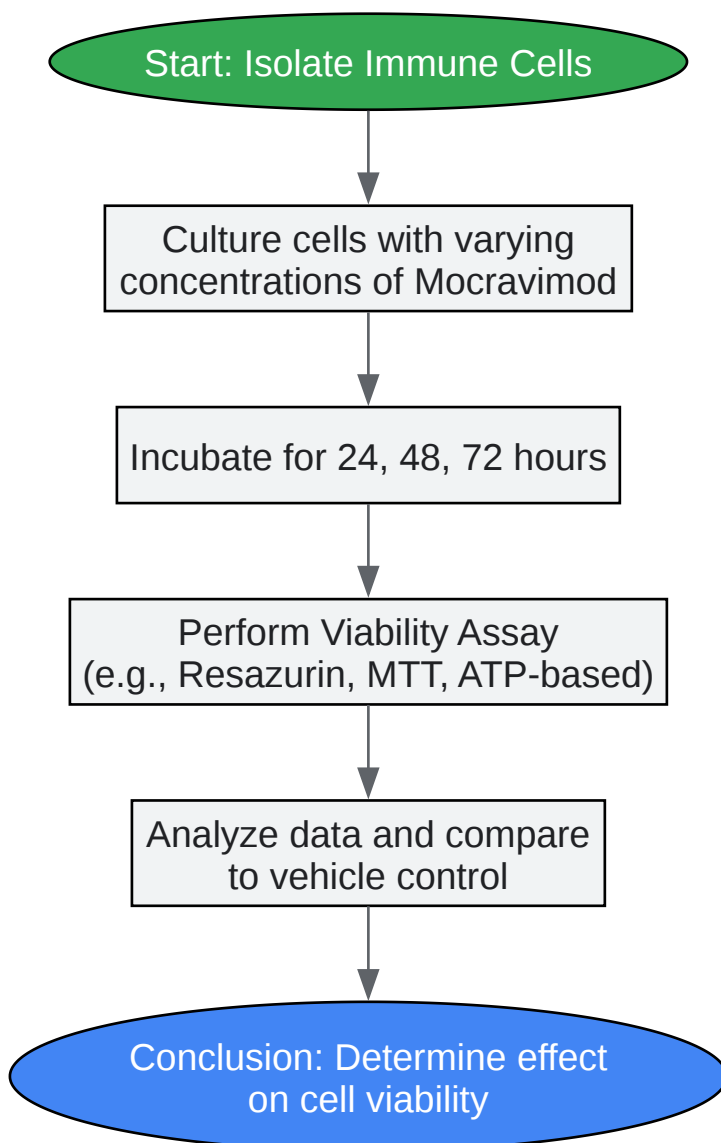 Start: Isolate Immune Cells
Culture cells with varying
concentrations of Mocravimod
Incubate for 24, 48, 72 hours
Perform Viability Assay
(e.g., Resazurin, MTT, ATP-based)
Analyze data and compare
to vehicle control
Conclusion: Determine effect
on cell viability